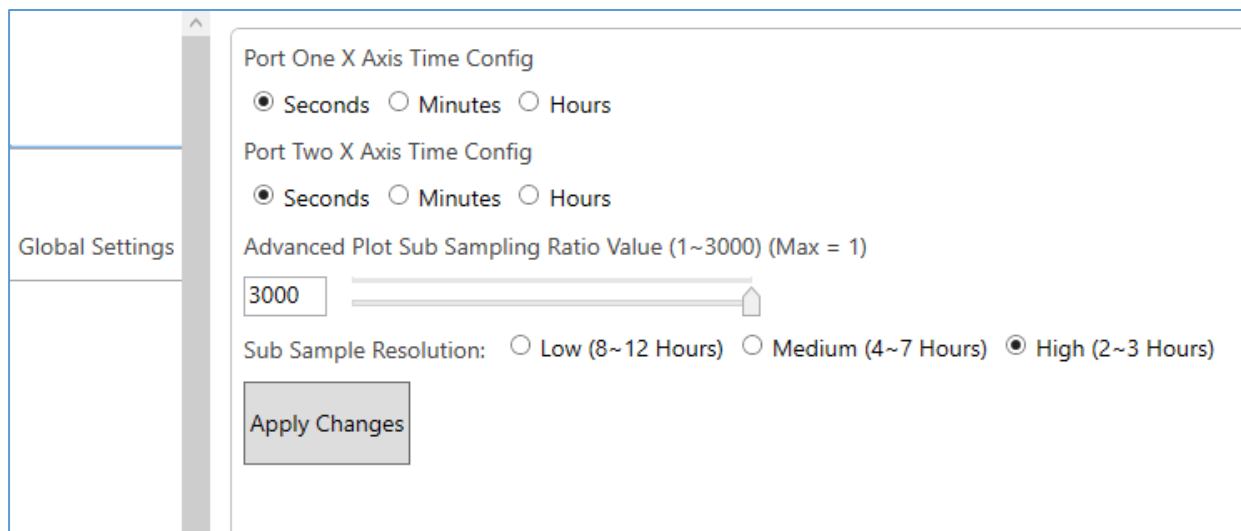 Port One X Axis Time Config
Seconds Minutes Hours
Port Two X Axis Time Config
Seconds Minutes Hours
Global Settings
Advanced Plot Sub Sampling Ratio Value (1~3000) (Max = 1)
3000
Sub Sample Resolution: Low (8~12 Hours) Medium (4~7 Hours) High (2~3 Hours)
Apply Changes